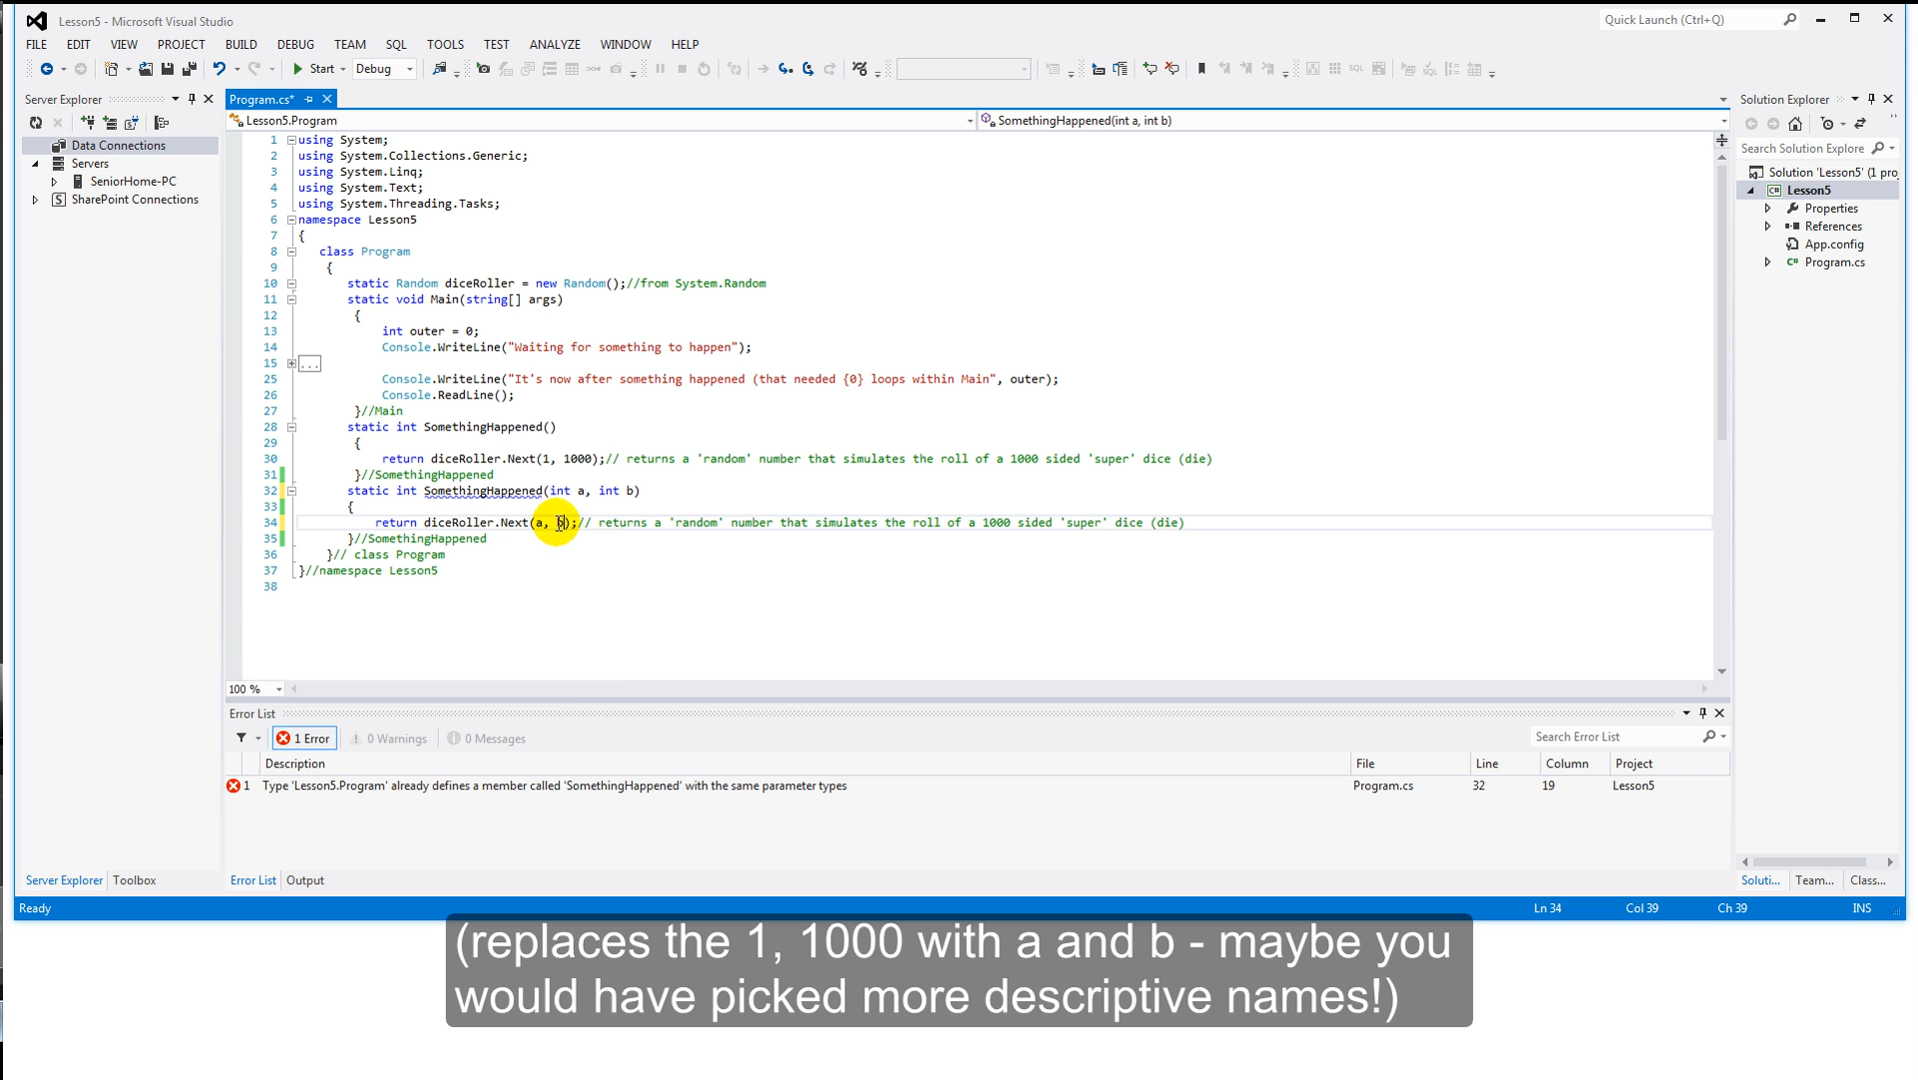 Lesson5 - Microsoft Visual Studio
Quick Launch (Ctrl+Q)
FILE EDIT VIEW PROJECT BUILD DEBUG TEAM SQL TOOLS TEST ANALYZE WINDOW HELP
Start Debug
Server Explorer
Program.cs*
Solution Explorer
Lesson5.Program
SomethingHappened(int a, int b)
Data Connections
Servers
SeniorHome-PC
SharePoint Connections
1 using System;
2 using System.Collections.Generic;
3 using System.Linq;
4 using System.Text;
5 using System.Threading.Tasks;
6 namespace Lesson5
7 {
8 class Program
9 {
10 static Random diceRoller = new Random();//from System.Random
11 static void Main(string[] args)
12 {
13 int outer = 0;
14 Console.WriteLine("Waiting for something to happen");
15 ...
25 Console.WriteLine("It's now after something happened (that needed {0} loops within Main", outer);
26 Console.ReadLine();
27 }//Main
28 static int SomethingHappened()
29 {
30 return diceRoller.Next(1, 1000);// returns a 'random' number that simulates the roll of a 1000 sided 'super' dice (die)
31 }//SomethingHappened
32 static int SomethingHappened(int a, int b)
33 {
34 return diceRoller.Next(a, b);// returns a 'random' number that simulates the roll of a 1000 sided 'super' dice (die)
35 }//SomethingHappened
36 }// class Program
37 }//namespace Lesson5
38
Search Solution Explore
Solution 'Lesson5' (1 proj
Lesson5
Properties
References
App.config
Program.cs
100 %
Error List
1 Error 0 Warnings 0 Messages
Search Error List
Description File Line Column Project
1 Type 'Lesson5.Program' already defines a member called 'SomethingHappened' with the same parameter types Program.cs 32 19 Lesson5
Server Explorer Toolbox
Error List Output
Soluti... Team... Class...
Ready Ln 34 Col 39 Ch 39 INS
(replaces the 1, 1000 with a and b - maybe you
would have picked more descriptive names!)